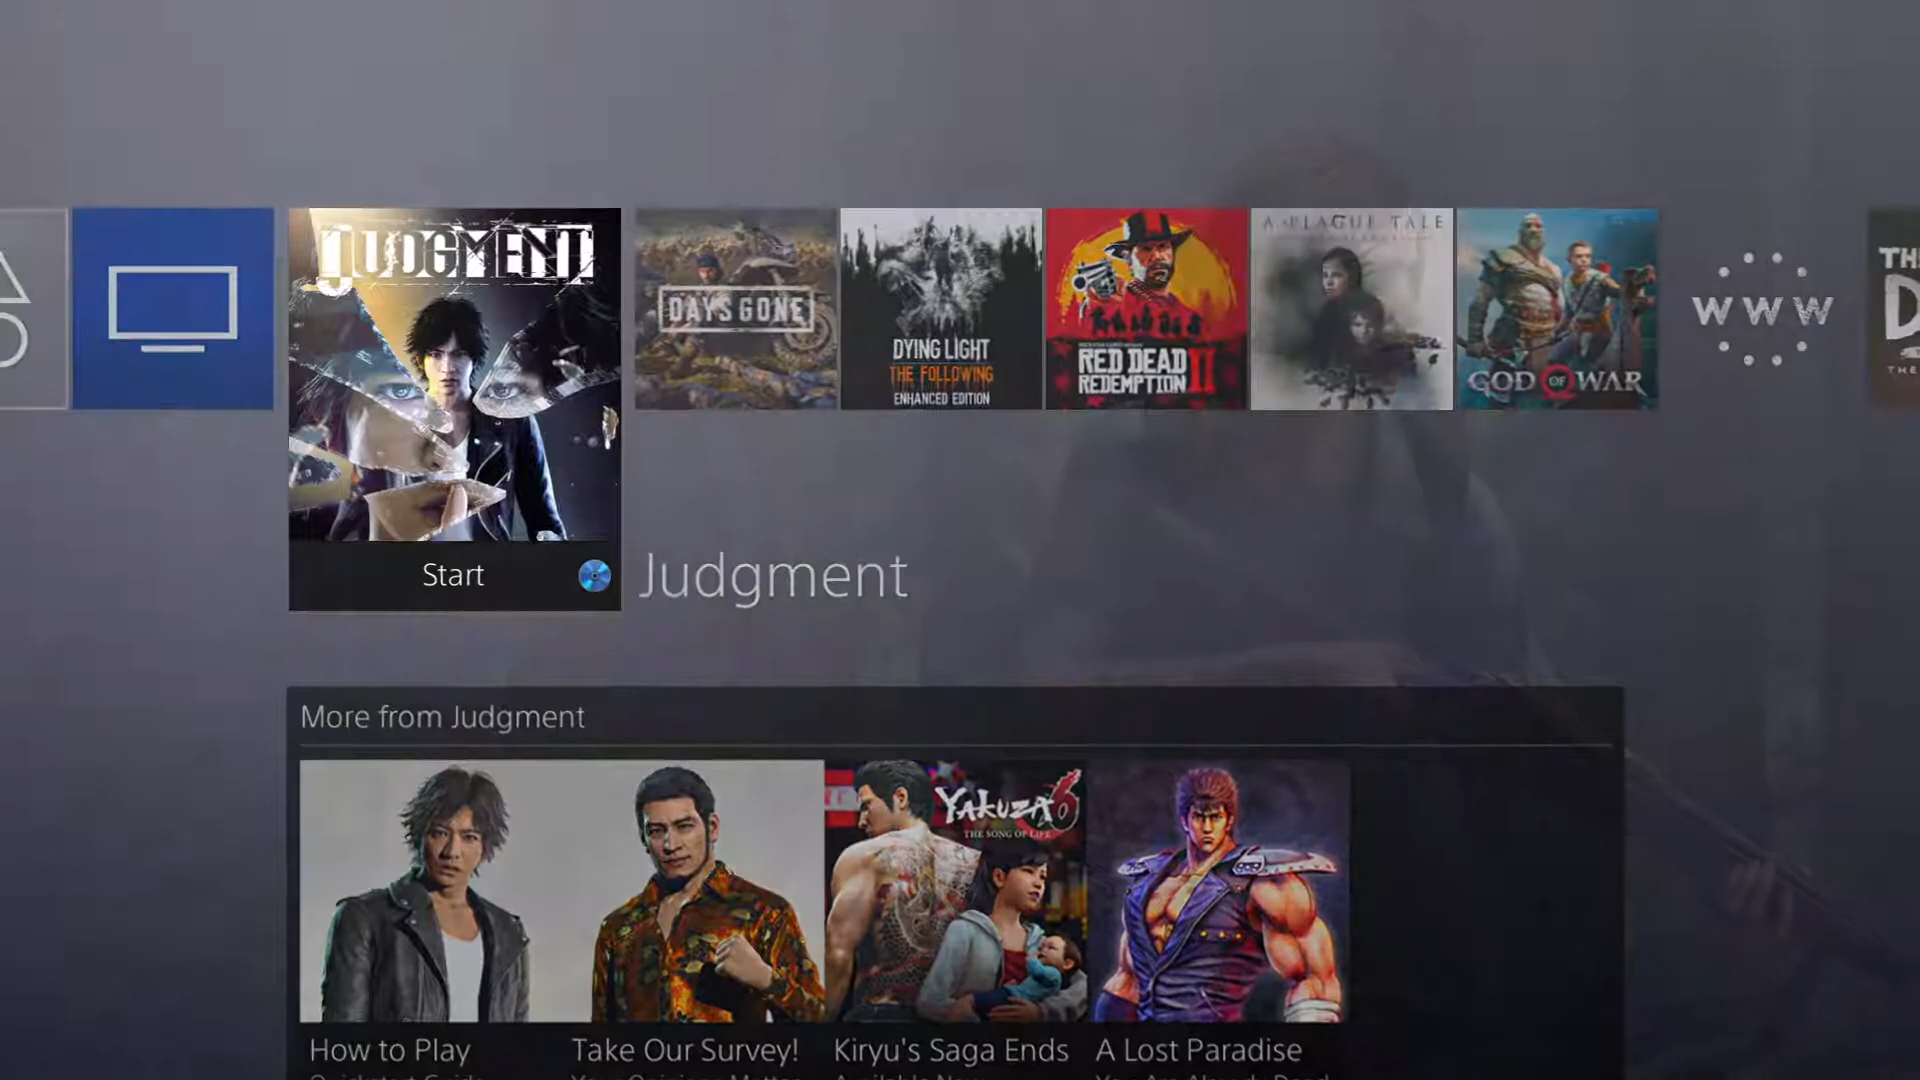 JUDGMENT
DAYS GONE
DYING LIGHT
THE FOLLOWING
ENHANCED EDITION
RED DEAD
REDEMPTION II
A PLAGUE TALE
GOD OF WAR
WWW
THE
Start
Judgment
More from Judgment
YAKUZA 6
THE SONG OF LIFE
How to Play
Take Our Survey!
Kiryu's Saga Ends
A Lost Paradise